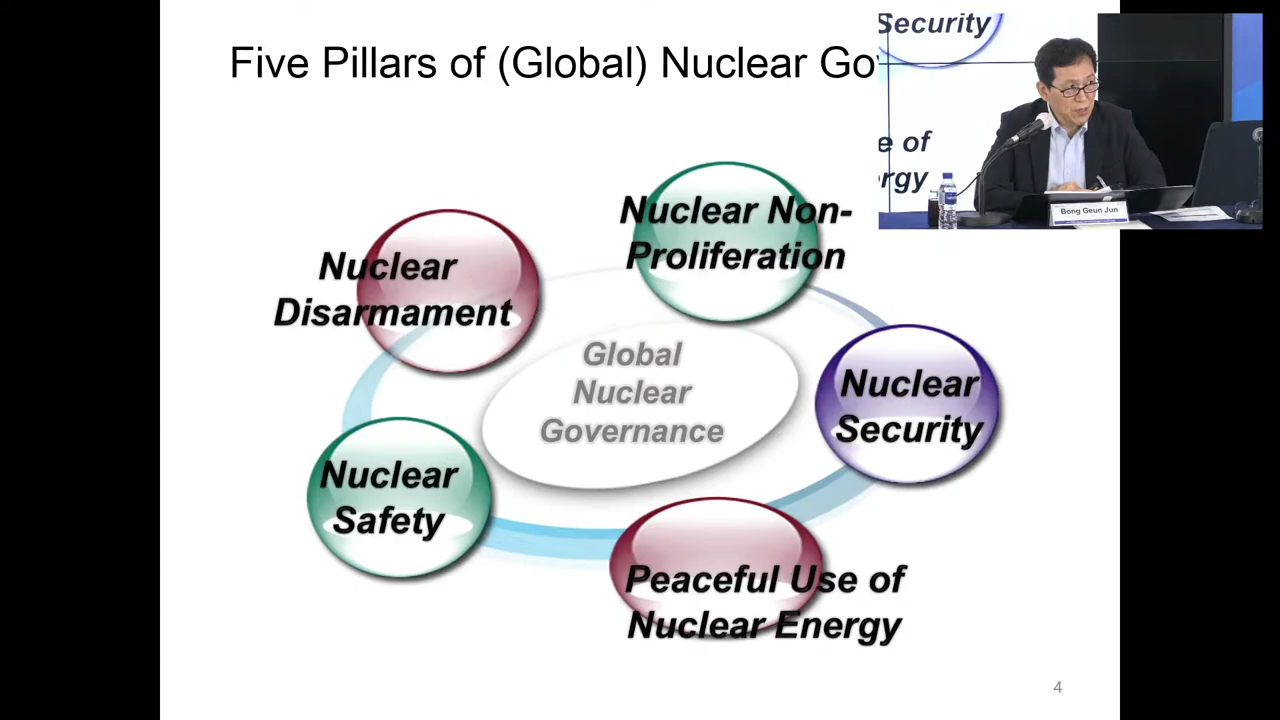 Five Pillars of (Global) Nuclear Go
Security
e of
rgy
Bong Geun Jun
Nuclear Non-
Proliferation
Nuclear
Disarmament
Global
Nuclear
Governance
Nuclear
Security
Nuclear
Safety
Peaceful Use of
Nuclear Energy
4